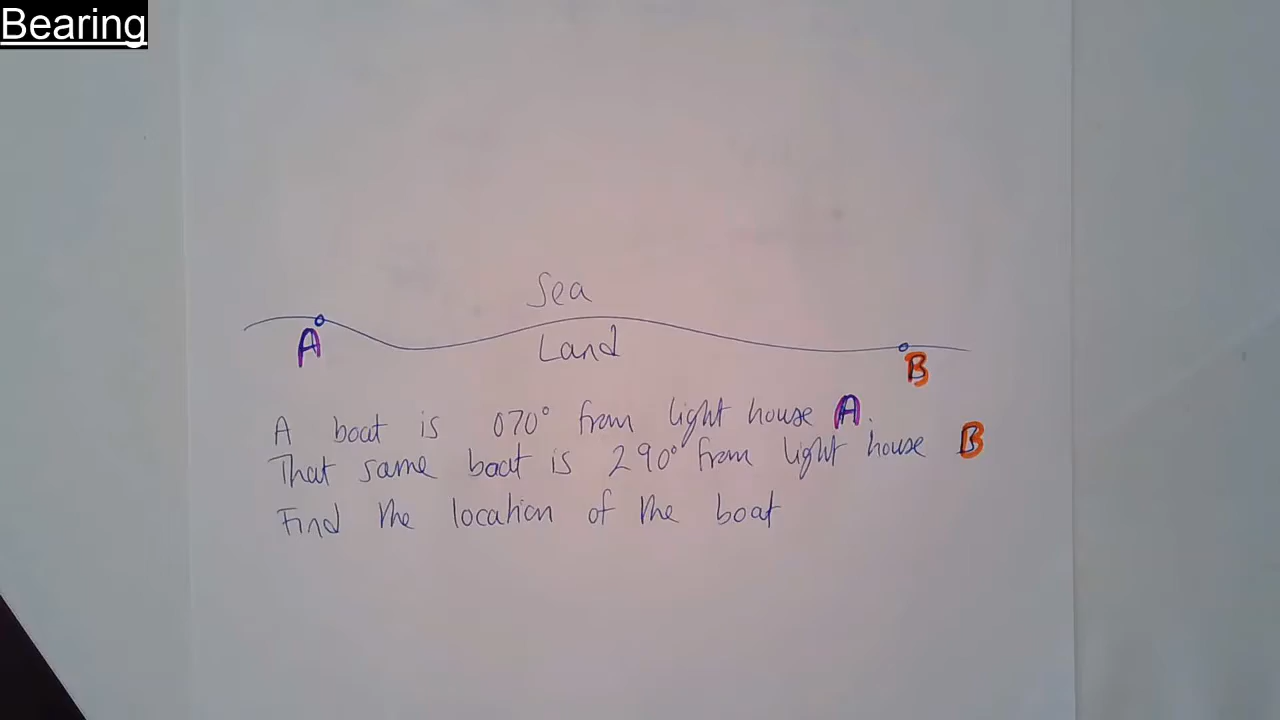 Bearing
Sea
A
Land
B
A boat is 070° from light house A.
That same boat is 290° from light house B
Find the location of the boat